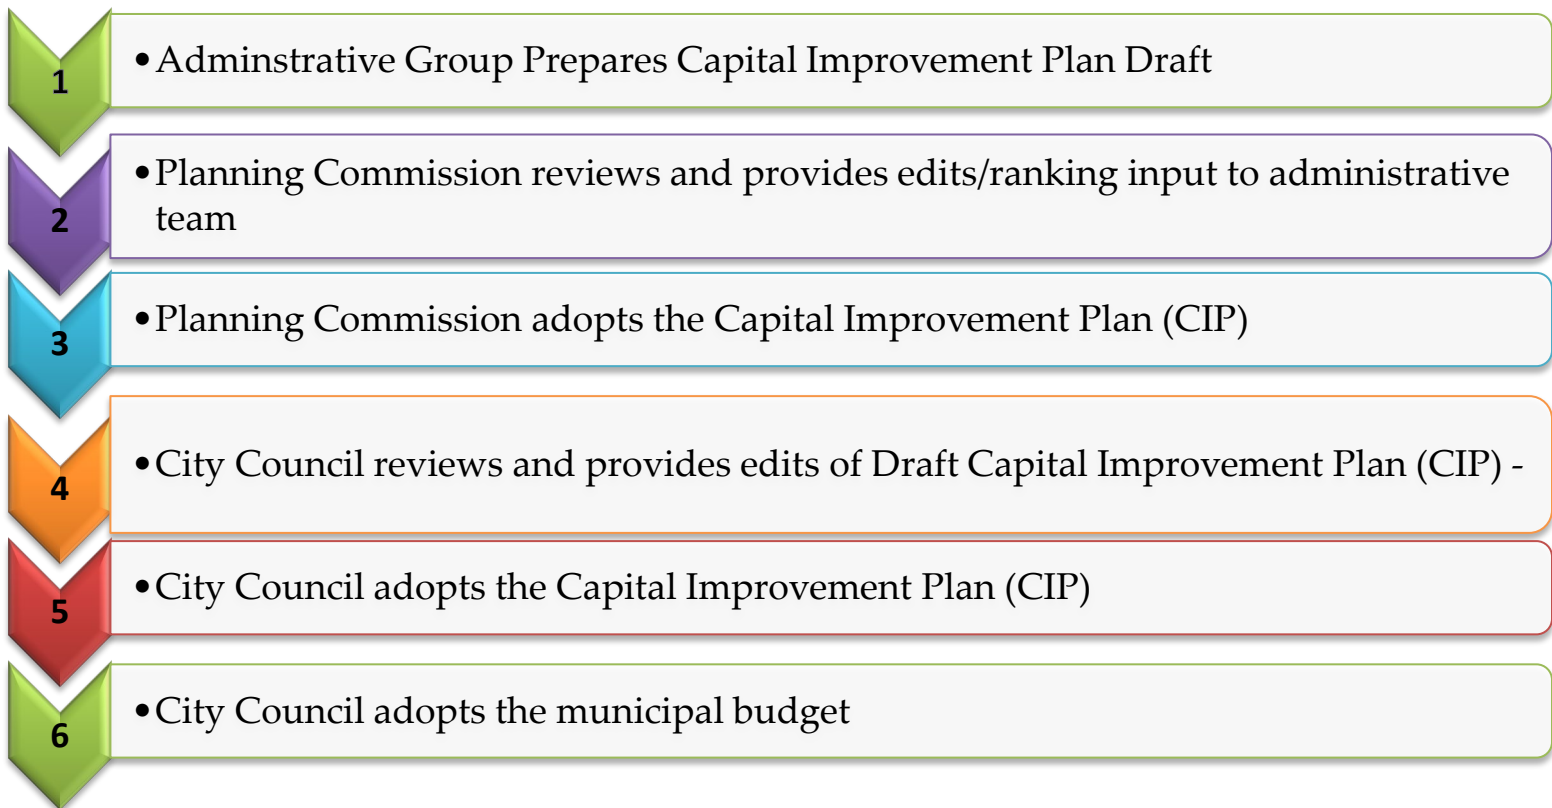 1
•Adminstrative Group Prepares Capital Improvement Plan Draft
2
•Planning Commission reviews and provides edits/ranking input to administrative
team
3
•Planning Commission adopts the Capital Improvement Plan (CIP)
4
•City Council reviews and provides edits of Draft Capital Improvement Plan (CIP) -
5
•City Council adopts the Capital Improvement Plan (CIP)
6
•City Council adopts the municipal budget